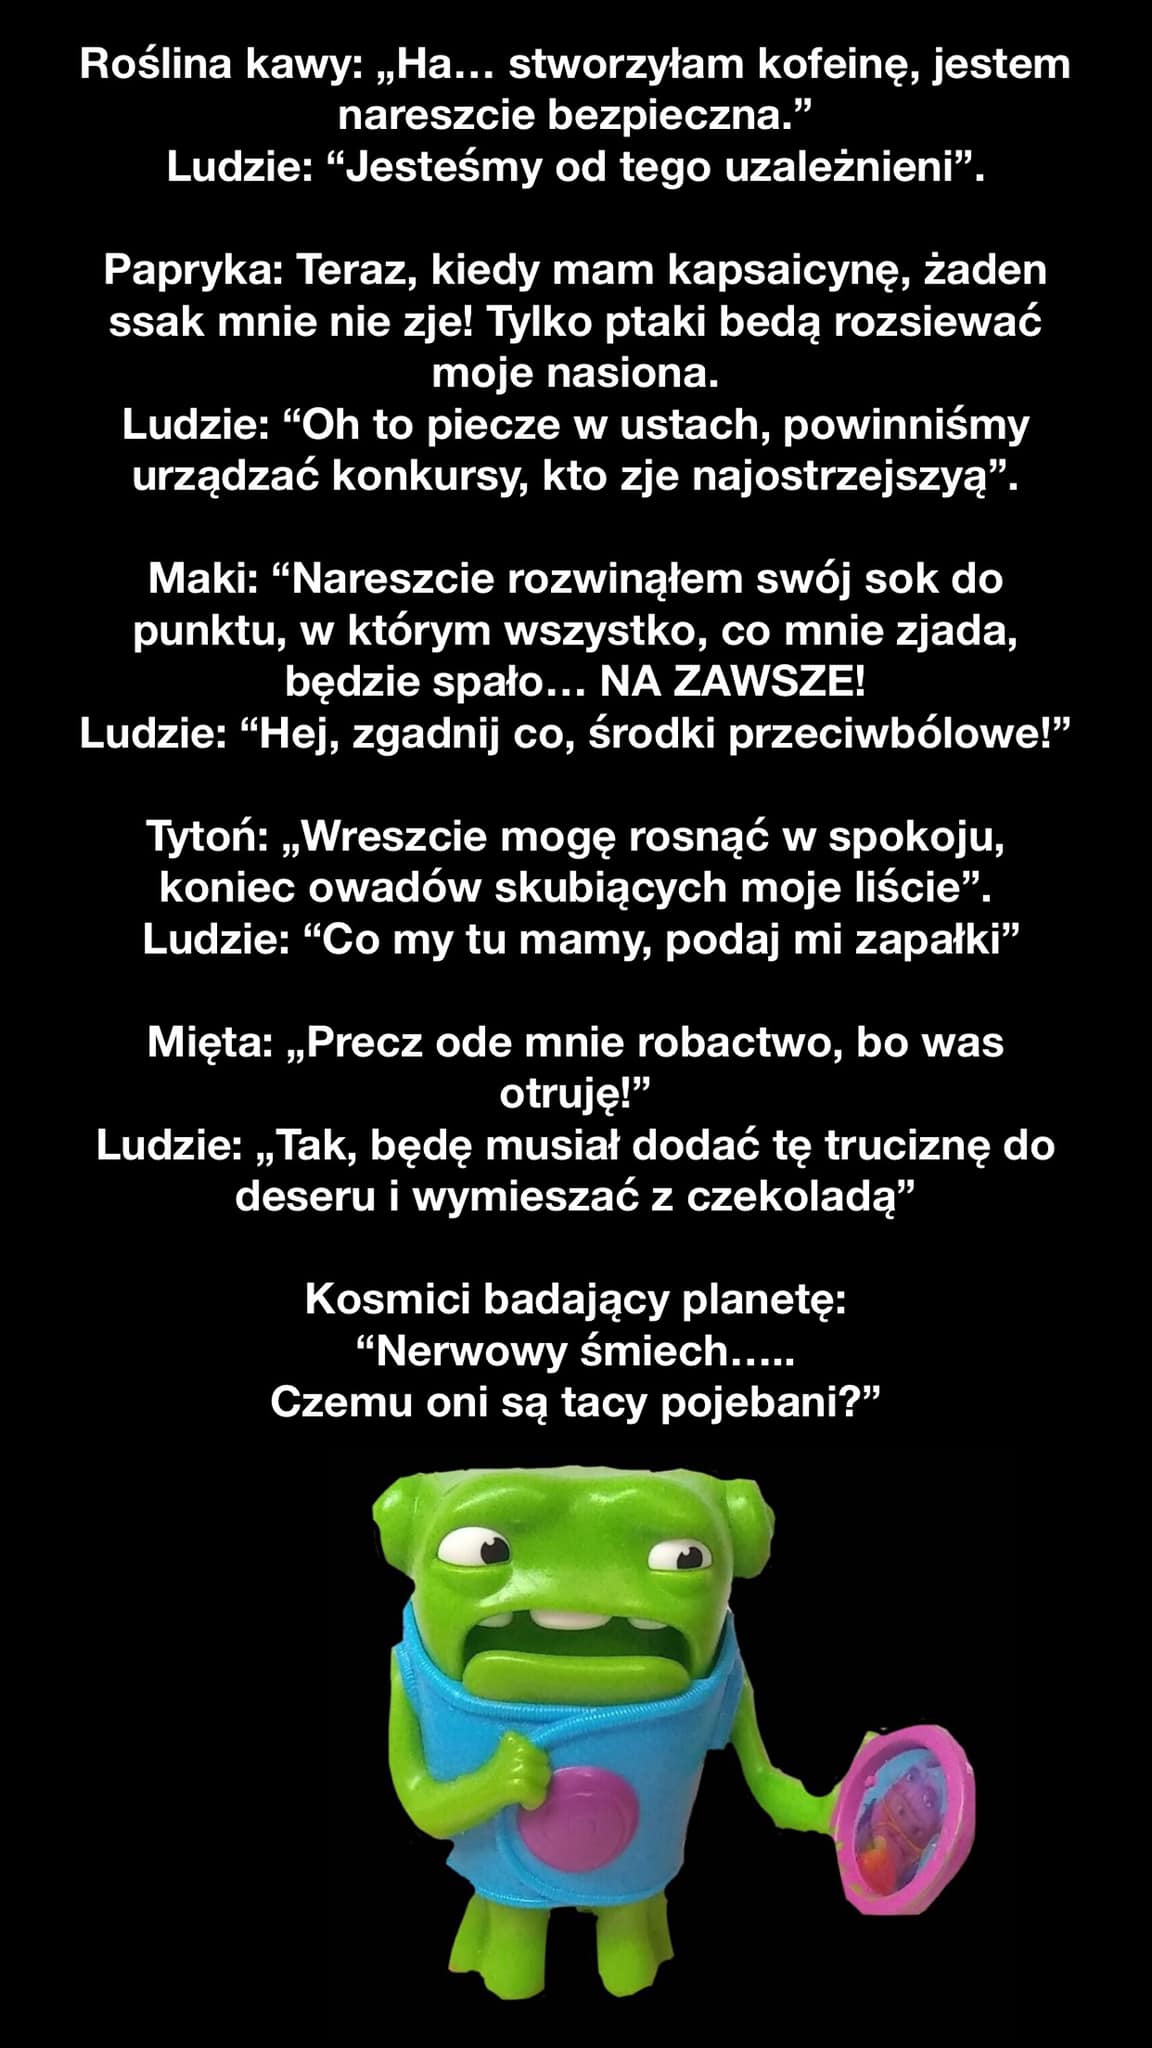 Roślina kawy: „Ha... stworzyłam kofeinę, jestem
nareszcie bezpieczna.”
Ludzie: “Jesteśmy od tego uzależnieni”.
Papryka: Teraz, kiedy mam kapsaicynę, żaden
ssak mnie nie zje! Tylko ptaki bedą rozsiewać
moje nasiona.
Ludzie: “Oh to piecze w ustach, powinniśmy
urządzać konkursy, kto zje najostrzejszyą”.
Maki: “Nareszcie rozwinąłem swój sok do
punktu, w którym wszystko, co mnie zjada,
będzie spało... NA ZAWSZE!
Ludzie: “Hej, zgadnij co, środki przeciwbólowe!”
Tytoń: „Wreszcie mogę rosnąć w spokoju,
koniec owadów skubiących moje liście”.
Ludzie: “Co my tu mamy, podaj mi zapałki”
Mięta: „Precz ode mnie robactwo, bo was
otruję!”
Ludzie: „Tak, będę musiał dodać tę truciznę do
deseru i wymieszać z czekoladą”
Kosmici badający planetę:
“Nerwowy śmiech.....
Czemu oni są tacy pojebani?”